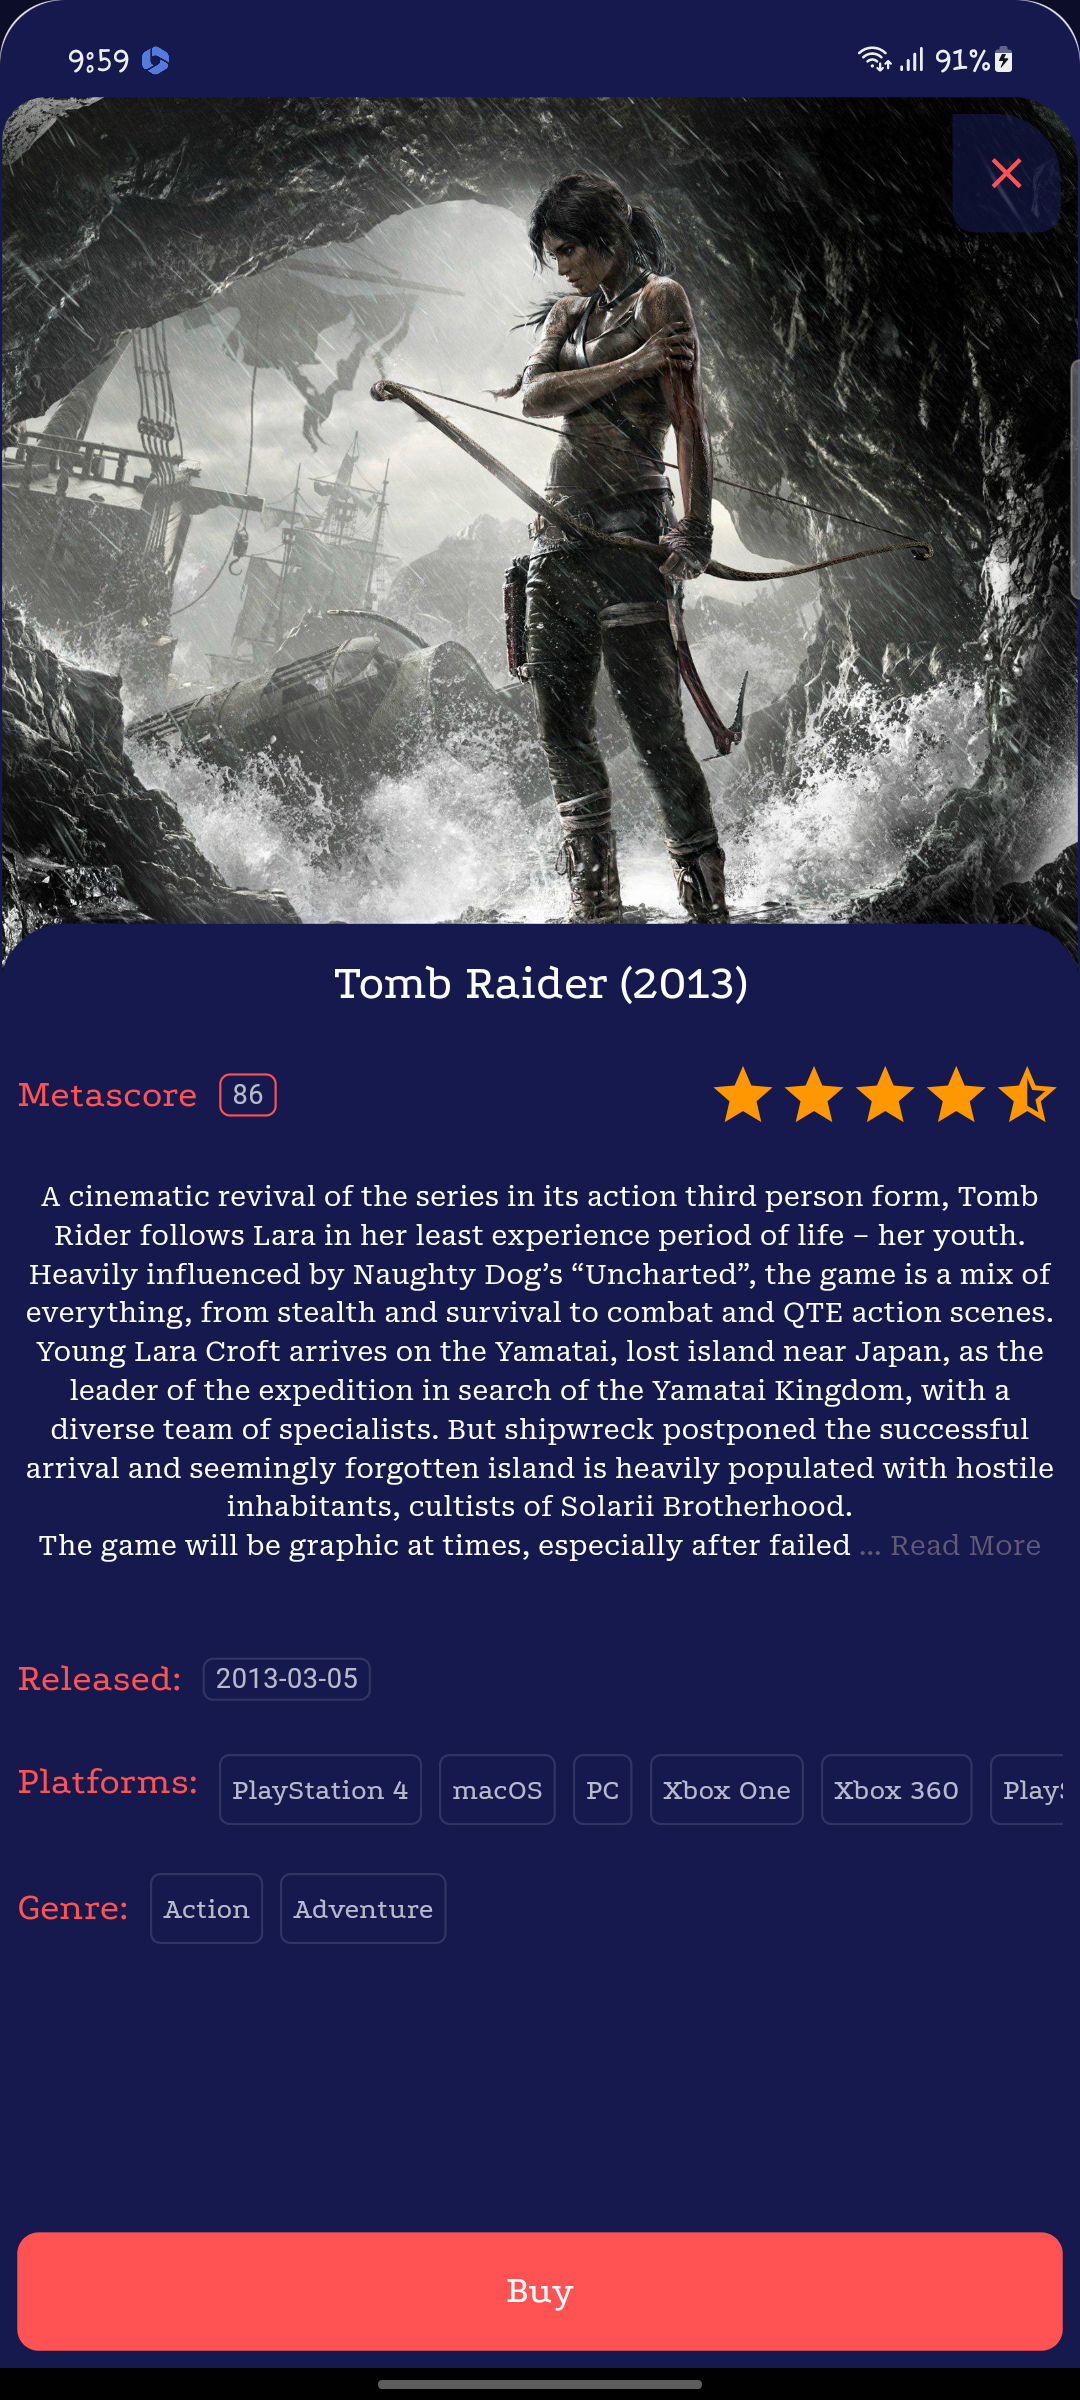 9:59
91%
Tomb Raider (2013)
Metascore 86
A cinematic revival of the series in its action third person form, Tomb
Rider follows Lara in her least experience period of life – her youth.
Heavily influenced by Naughty Dog’s “Uncharted”, the game is a mix of
everything, from stealth and survival to combat and QTE action scenes.
Young Lara Croft arrives on the Yamatai, lost island near Japan, as the
leader of the expedition in search of the Yamatai Kingdom, with a
diverse team of specialists. But shipwreck postponed the successful
arrival and seemingly forgotten island is heavily populated with hostile
inhabitants, cultists of Solarii Brotherhood.
The game will be graphic at times, especially after failed ... Read More
Released: 2013-03-05
Platforms: PlayStation 4 macOS PC Xbox One Xbox 360 Play
Genre: Action Adventure
Buy